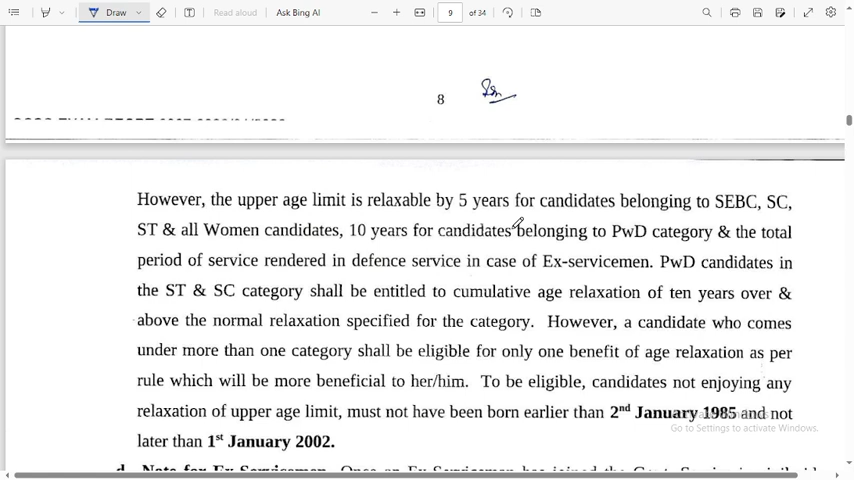 Draw
Read aloud
Ask Bing AI
9 of 34
8
However, the upper age limit is relaxable by 5 years for candidates belonging to SEBC, SC,
ST & all Women candidates, 10 years for candidates belonging to PwD category & the total
period of service rendered in defence service in case of Ex-servicemen. PwD candidates in
the ST & SC category shall be entitled to cumulative age relaxation of ten years over &
above the normal relaxation specified for the category. However, a candidate who comes
under more than one category shall be eligible for only one benefit of age relaxation as per
rule which will be more beneficial to her/him. To be eligible, candidates not enjoying any
relaxation of upper age limit, must not have been born earlier than 2nd January 1985 and not
later than 1st January 2002.
Go to Settings to activate Windows.
d. Note for Ex-Servicemen